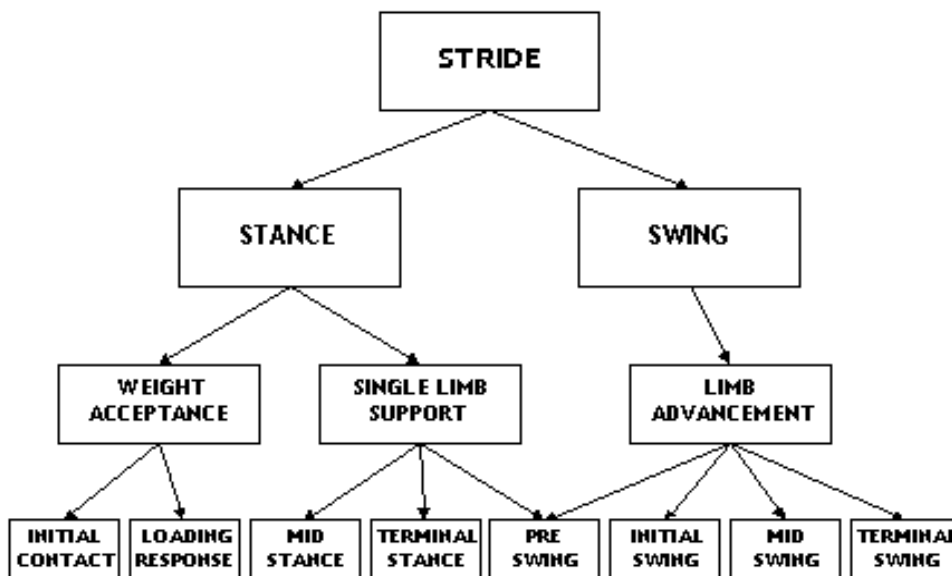 STRIDE
STANCE
SWING
WEIGHT
ACCEPTANCE
SINGLE LIMB
SUPPORT
LIMB
ADVANCEMENT
INITIAL
CONTACT
LOADING
RESPONSE
MID
STANCE
TERMINAL
STANCE
PRE
SWING
INITIAL
SWING
MID
SWING
TERMINAL
SWING